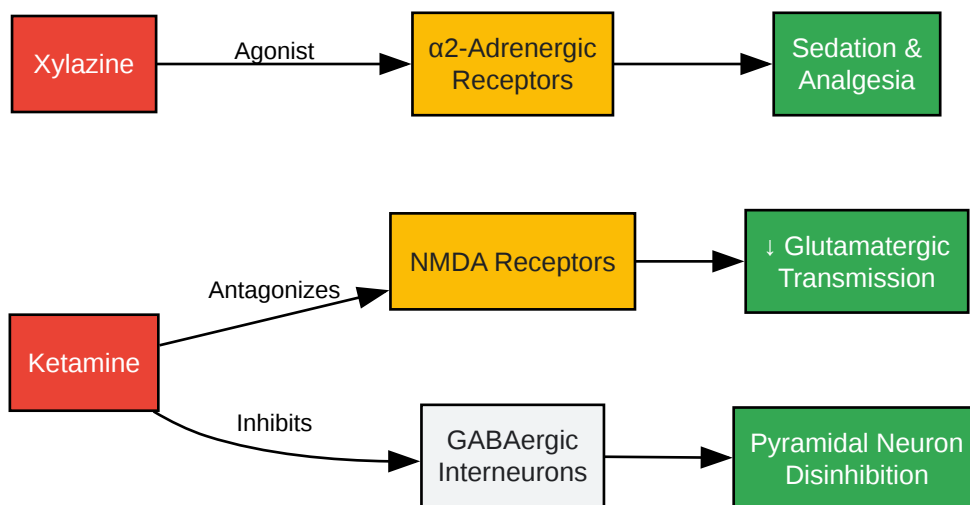 Xylazine
Agonist
α2-Adrenergic
Receptors
Sedation &
Analgesia
Ketamine
Antagonizes
NMDA Receptors
↓ Glutamatergic
Transmission
Inhibits
GABAergic
Interneurons
Pyramidal Neuron
Disinhibition